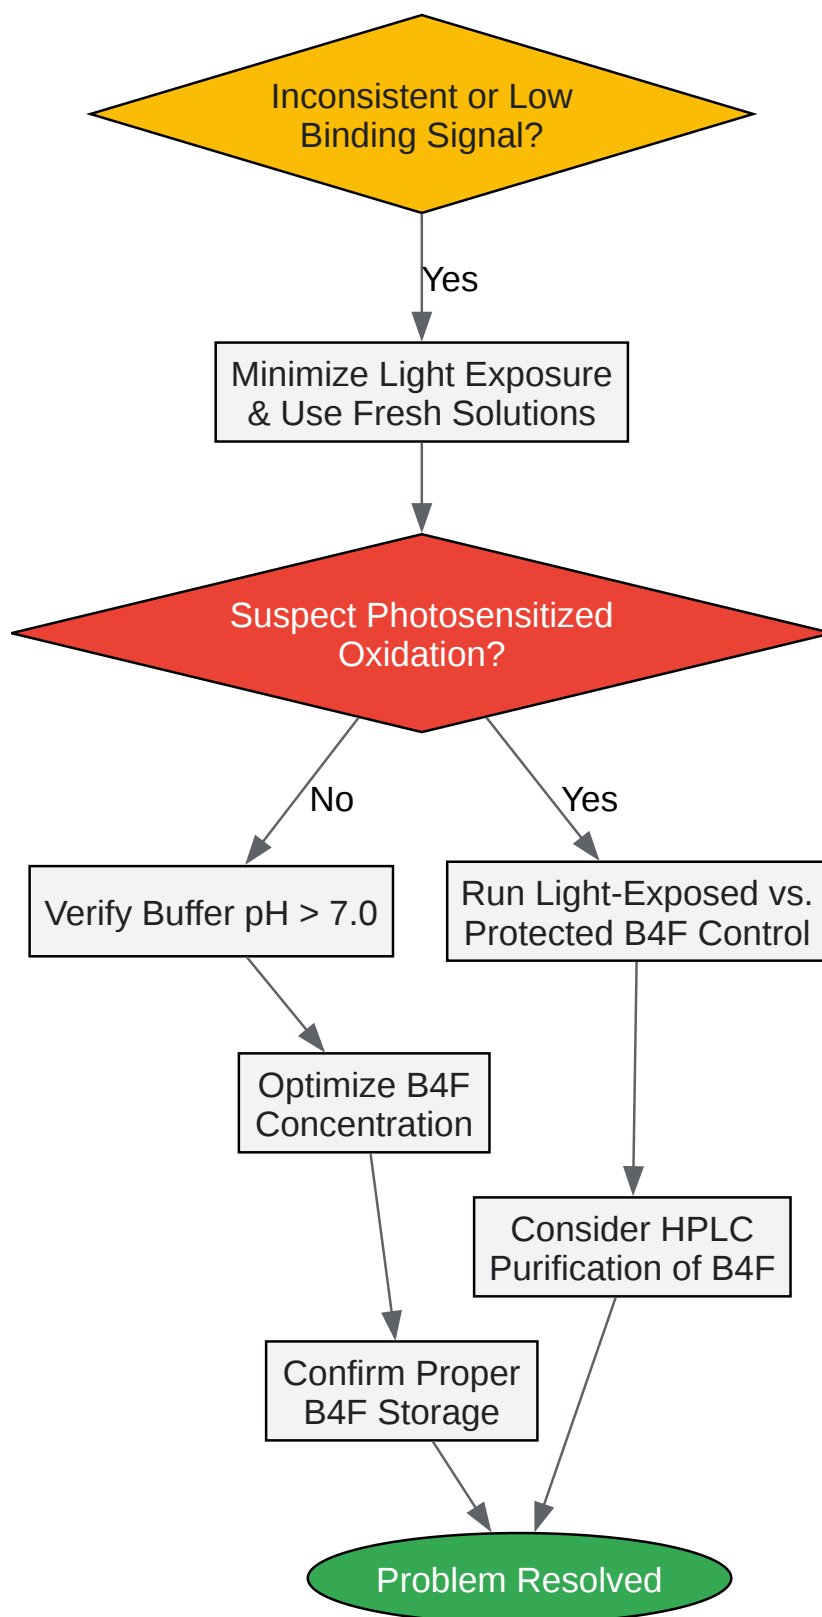 Inconsistent or Low
Binding Signal?
Yes
Minimize Light Exposure
& Use Fresh Solutions
Suspect Photosensitized
Oxidation?
No
Yes
Verify Buffer pH > 7.0
Run Light-Exposed vs.
Protected B4F Control
Optimize B4F
Concentration
Consider HPLC
Purification of B4F
Confirm Proper
B4F Storage
Problem Resolved